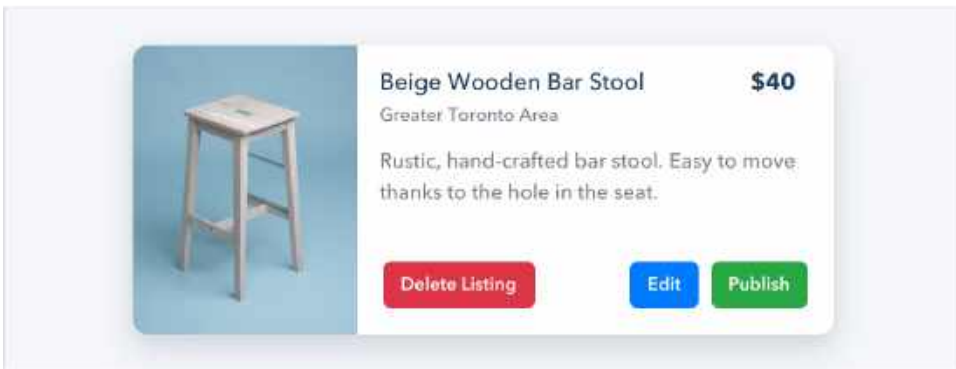 Beige Wooden Bar Stool $40
Greater Toronto Area
Rustic, hand-crafted bar stool. Easy to move
thanks to the hole in the seat.
Delete Listing Edit Publish